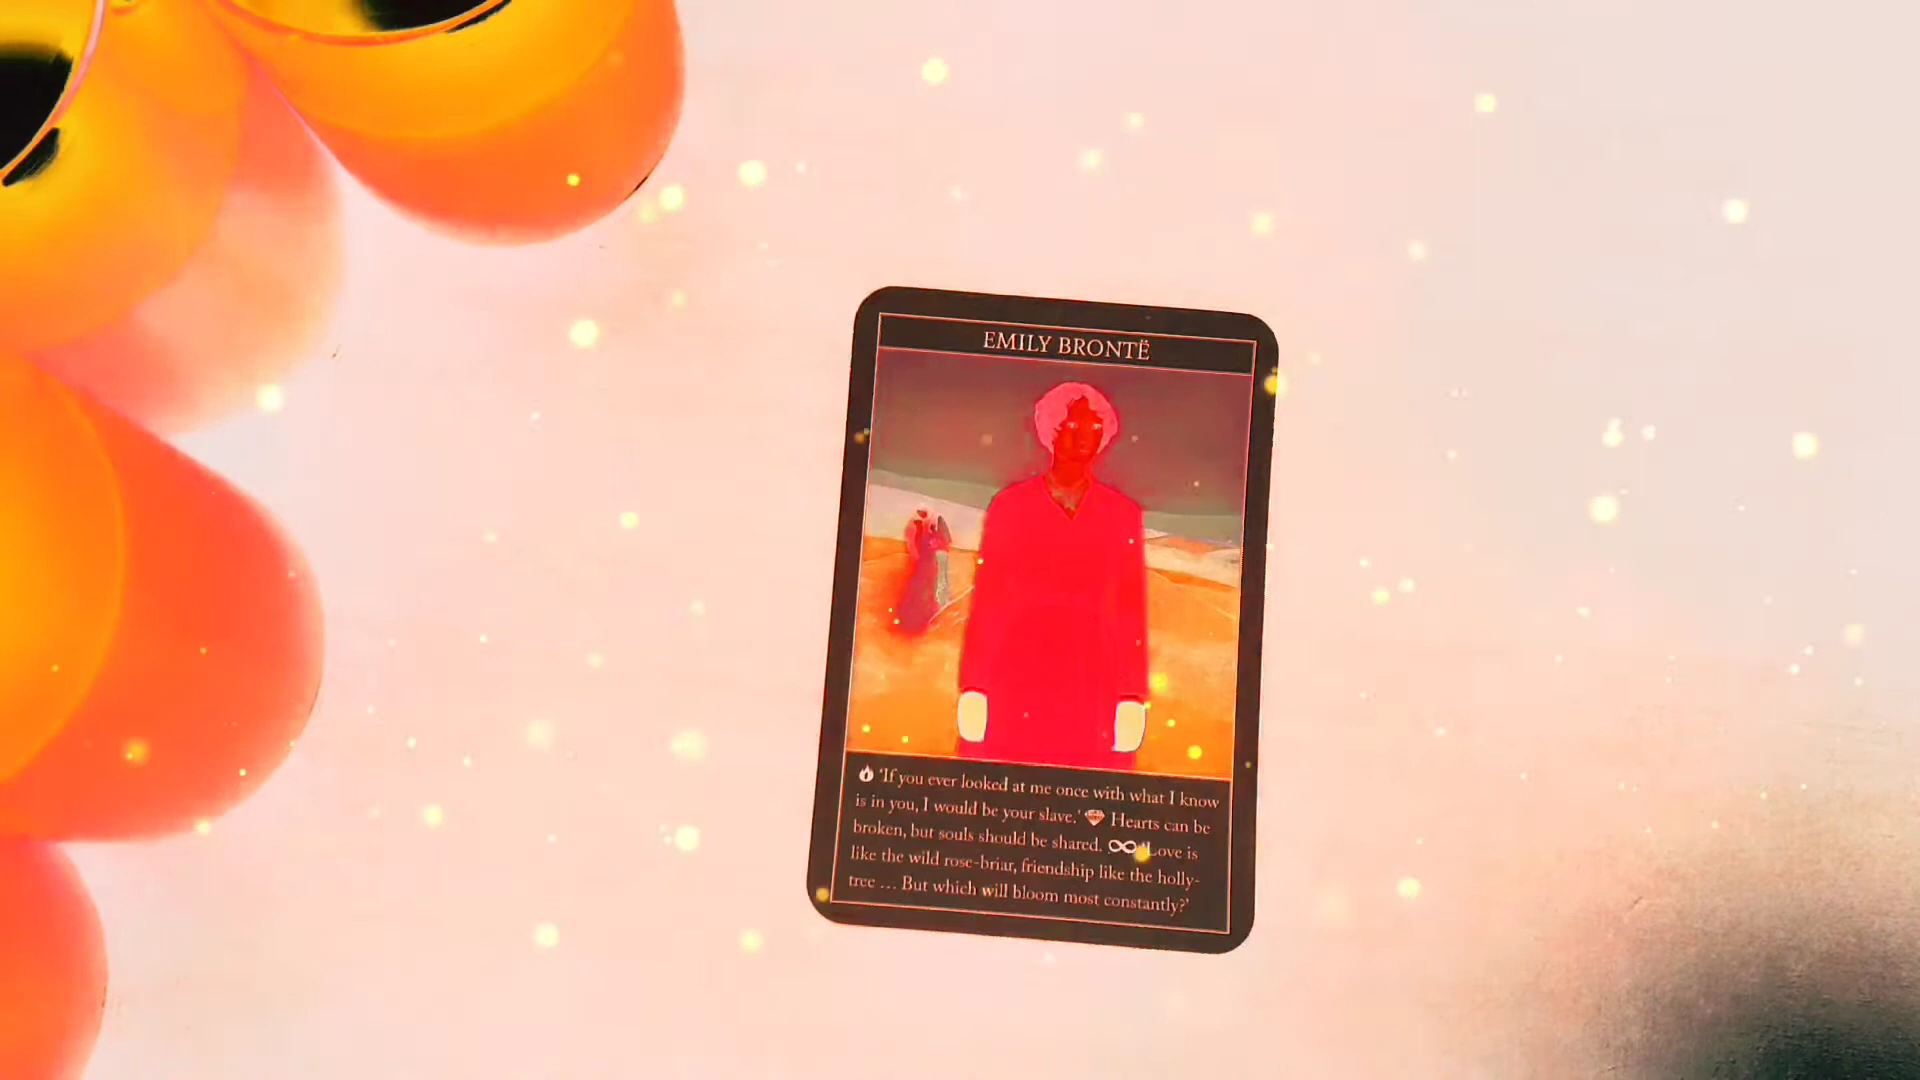 EMILY BRONTË
'If you ever looked at me once with what I know
is in you, I would be your slave.' Hearts can be
broken, but souls should be shared. 'Love is
like the wild rose-briar, friendship like the holly-
tree … But which will bloom most constantly?'